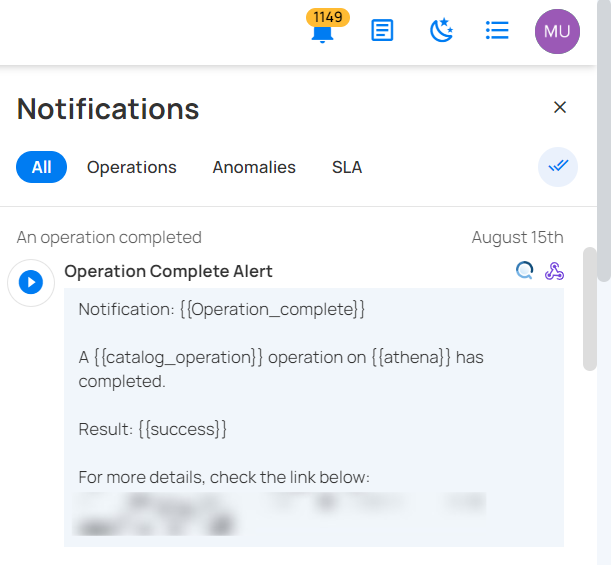 1149
MU
Notifications
All Operations Anomalies SLA
An operation completed August 15th
Operation Complete Alert
Notification: {{Operation_complete}}
A {{catalog_operation}} operation on {{athena}} has
completed.
Result: {{success}}
For more details, check the link below: